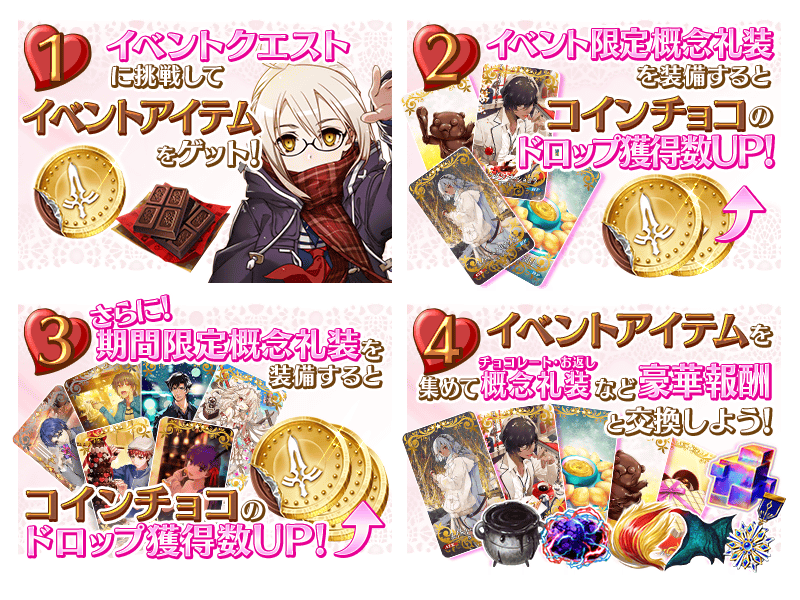 1 イベントクエスト
に挑戦して
イベントアイテム
をゲット!
2 イベント限定概念礼装
を装備すると
コインチョコの
ドロップ獲得数UP!
3 さらに!
期間限定概念礼装を
装備すると
コインチョコの
ドロップ獲得数UP!
4 イベントアイテムを
チョコレート・お返し
集めて概念礼装など豪華報酬
と交換しよう!